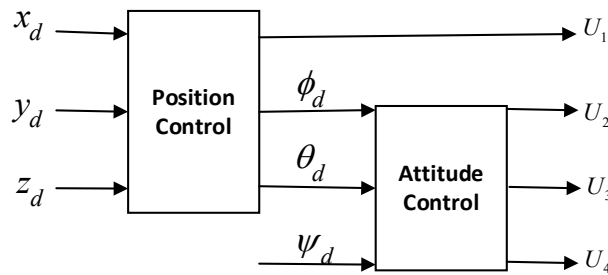 x_d
U_1
y_d
Position
Control
ϕ_d
U_2
z_d
θ_d
Attitude
Control
U_3
ψ_d
U_4